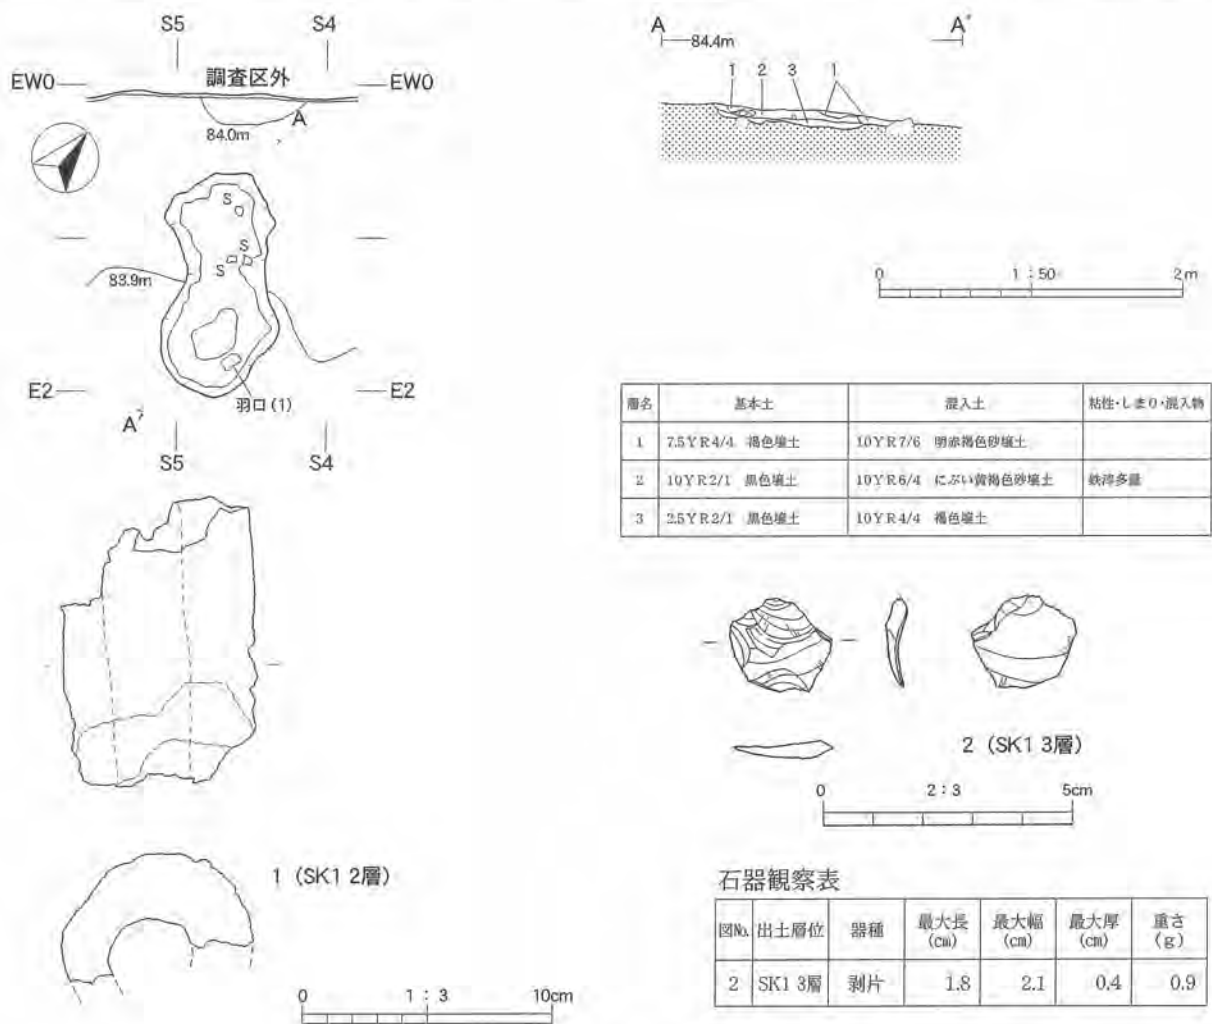 S5 S4
EW0 調査区外 EW0
84.0m A
S
S
S
83.9m
E2 E2
羽口(1)
A'
S5 S4
1 (SK1 2層)
0 1:3 10cm
A 84.4m A'
1 2 3 1
0 1:50 2m
層名 基本土 混入土 粘性・しまり・混入物
1 7.5YR4/4 褐色壌土 10YR7/6 明赤褐色砂壌土
2 10YR2/1 黒色壌土 10YR6/4 にぶい黄褐色砂壌土 鉄滓多量
3 2.5YR2/1 黒色壌土 10YR4/4 褐色壌土
2 (SK1 3層)
0 2:3 5cm
石器観察表
図No. 出土層位 器種 最大長(cm) 最大幅(cm) 最大厚(cm) 重さ(g)
2 SK1 3層 剥片 1.8 2.1 0.4 0.9